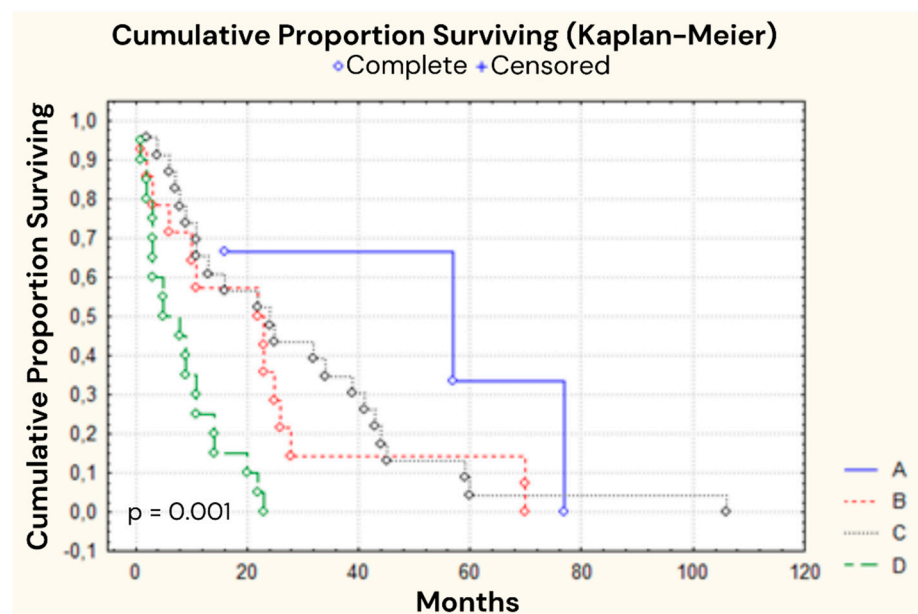 Cumulative Proportion Surviving (Kaplan-Meier)
Complete + Censored
Cumulative Proportion Surviving
1,0
0,9
0,8
0,7
0,6
0,5
0,4
0,3
0,2
0,1
0,0
-0,1
p = 0.001
0 20 40 60 80 100 120
Months
A
B
C
D